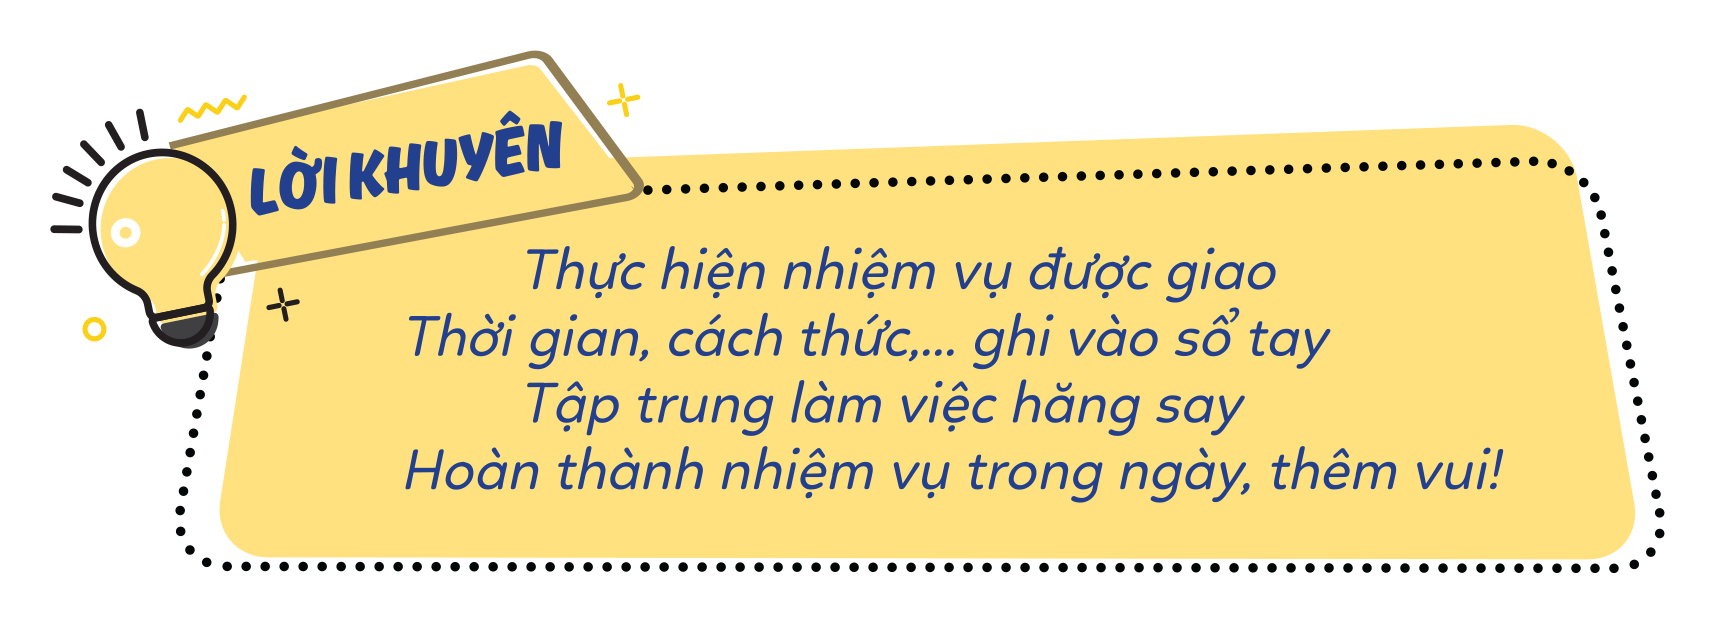 LỜI KHUYÊN
Thực hiện nhiệm vụ được giao
Thời gian, cách thức,... ghi vào sổ tay
Tập trung làm việc hăng say
Hoàn thành nhiệm vụ trong ngày, thêm vui!